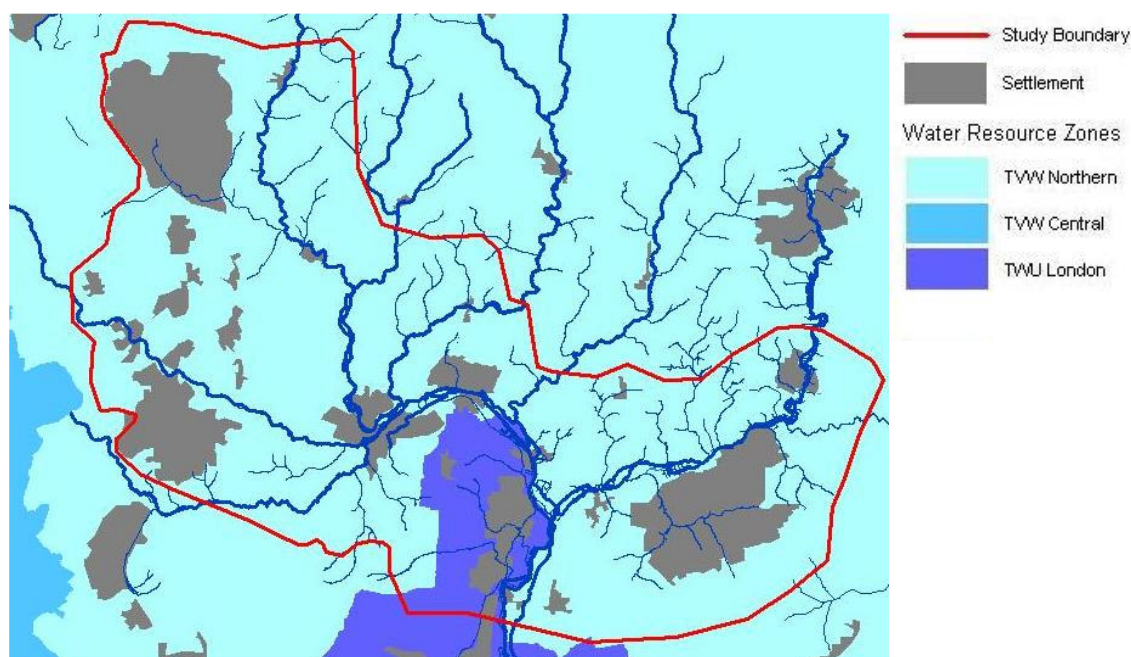 Study Boundary
Settlement
Water Resource Zones
TVW Northern
TVW Central
TWU London